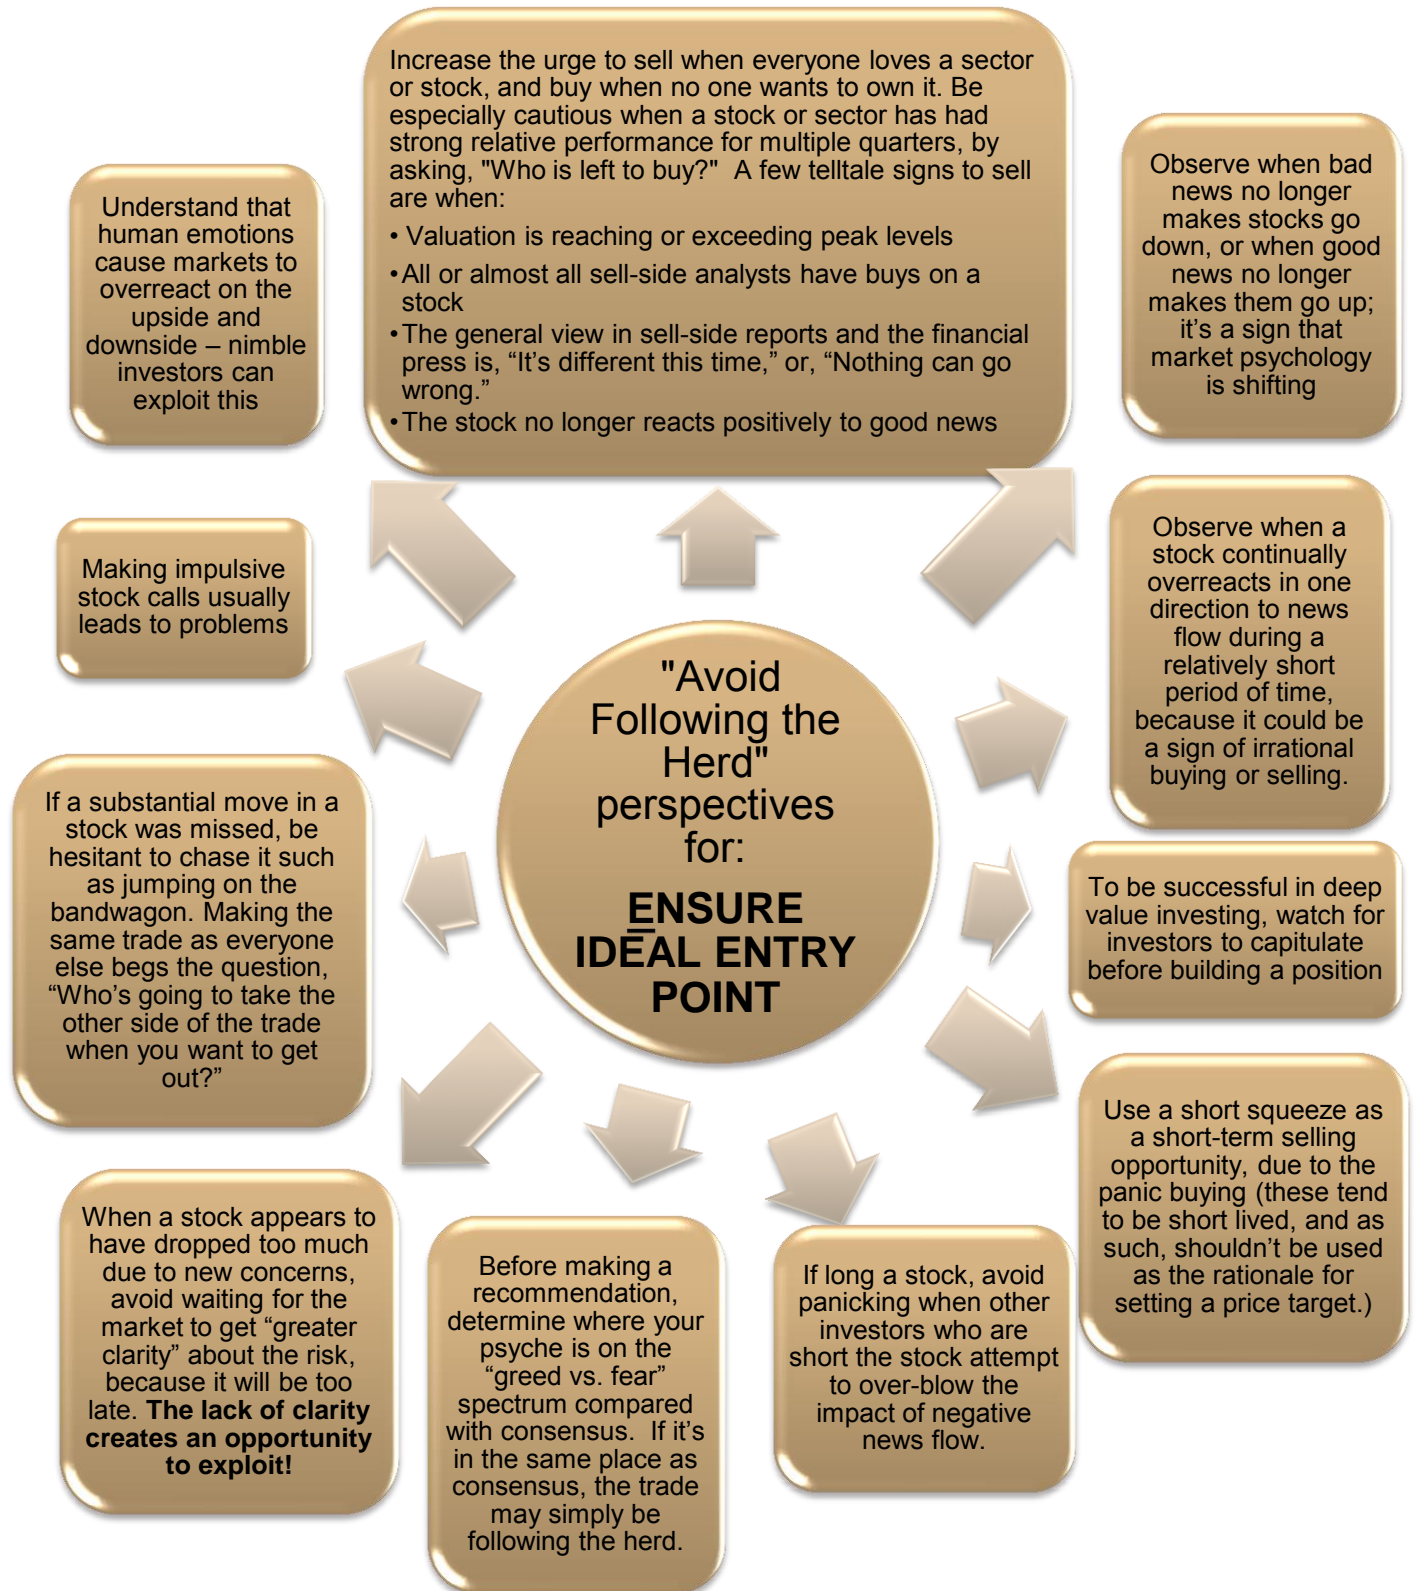 Increase the urge to sell when everyone loves a sector
or stock, and buy when no one wants to own it. Be
especially cautious when a stock or sector has had
strong relative performance for multiple quarters, by
asking, "Who is left to buy?"  A few telltale signs to sell
are when:
• Valuation is reaching or exceeding peak levels
• All or almost all sell-side analysts have buys on a
stock
• The general view in sell-side reports and the financial
press is, “It’s different this time,” or, “Nothing can go
wrong.”
• The stock no longer reacts positively to good news
Observe when bad
news no longer
makes stocks go
down, or when good
news no longer
makes them go up;
it’s a sign that
market psychology
is shifting
Observe when a
stock continually
overreacts in one
direction to news
flow during a
relatively short
period of time,
because it could be
a sign of irrational
buying or selling.
To be successful in deep
value investing, watch for
investors to capitulate
before building a position
Use a short squeeze as
a short-term selling
opportunity, due to the
panic buying (these tend
to be short lived, and as
such, shouldn’t be used
as the rationale for
setting a price target.)
If long a stock, avoid
panicking when other
investors who are
short the stock attempt
to over-blow the
impact of negative
news flow.
Before making a
recommendation,
determine where your
psyche is on the
“greed vs. fear”
spectrum compared
with consensus.  If it’s
in the same place as
consensus, the trade
may simply be
following the herd.
When a stock appears to
have dropped too much
due to new concerns,
avoid waiting for the
market to get “greater
clarity” about the risk,
because it will be too
late. The lack of clarity
creates an opportunity
to exploit!
If a substantial move in a
stock was missed, be
hesitant to chase it such
as jumping on the
bandwagon. Making the
same trade as everyone
else begs the question,
“Who’s going to take the
other side of the trade
when you want to get
out?”
Making impulsive
stock calls usually
leads to problems
Understand that
human emotions
cause markets to
overreact on the
upside and
downside – nimble
investors can
exploit this
"Avoid
Following the
Herd"
perspectives
for:
ENSURE
IDEAL ENTRY
POINT